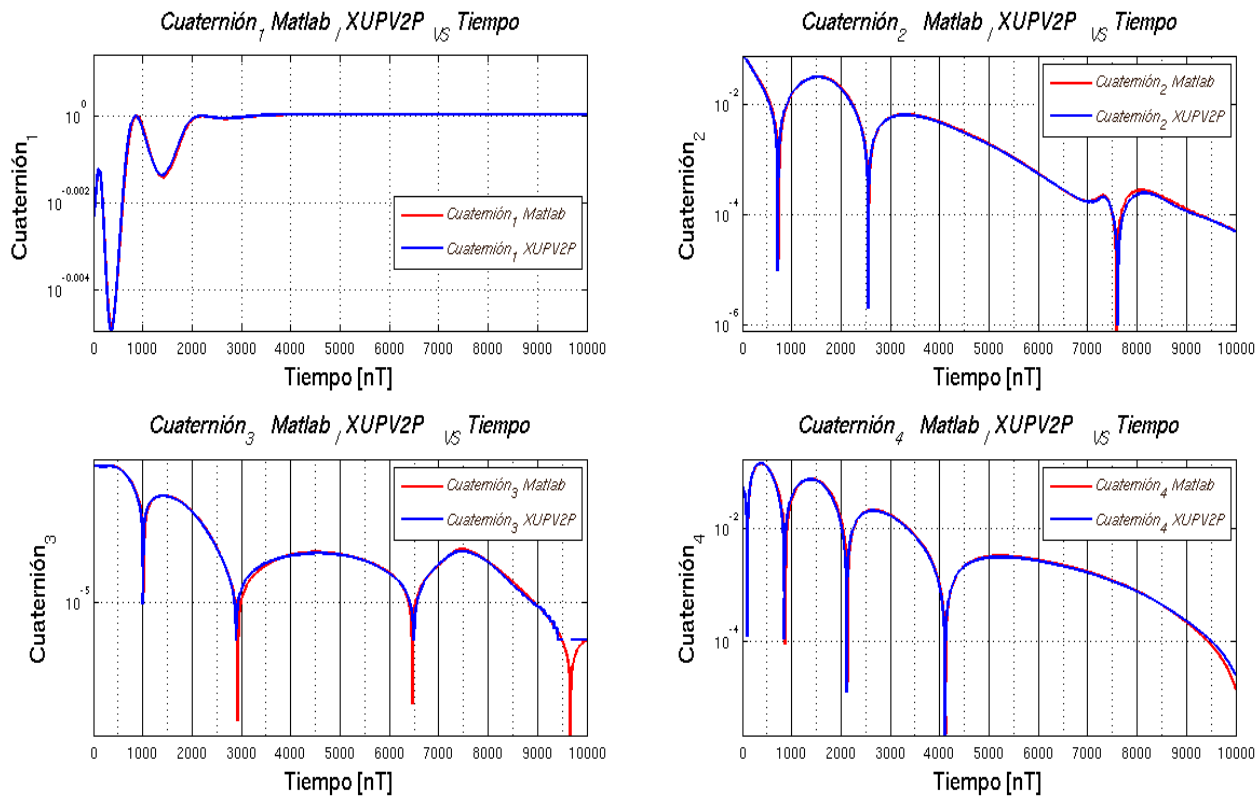 Cuaternión1 Matlab / XUPV2P VS Tiempo
Cuaternión1
10^0
10^-0.002
10^-0.004
Cuaternión1 Matlab
Cuaternión1 XUPV2P
0 1000 2000 3000 4000 5000 6000 7000 8000 9000 10000
Tiempo [nT]
Cuaternión2 Matlab / XUPV2P VS Tiempo
Cuaternión2
10^-2
10^-4
10^-6
Cuaternión2 Matlab
Cuaternión2 XUPV2P
0 1000 2000 3000 4000 5000 6000 7000 8000 9000 10000
Tiempo [nT]
Cuaternión3 Matlab / XUPV2P VS Tiempo
Cuaternión3
10^-5
Cuaternión3 Matlab
Cuaternión3 XUPV2P
0 1000 2000 3000 4000 5000 6000 7000 8000 9000 10000
Tiempo [nT]
Cuaternión4 Matlab / XUPV2P VS Tiempo
Cuaternión4
10^-2
10^-4
Cuaternión4 Matlab
Cuaternión4 XUPV2P
0 1000 2000 3000 4000 5000 6000 7000 8000 9000 10000
Tiempo [nT]